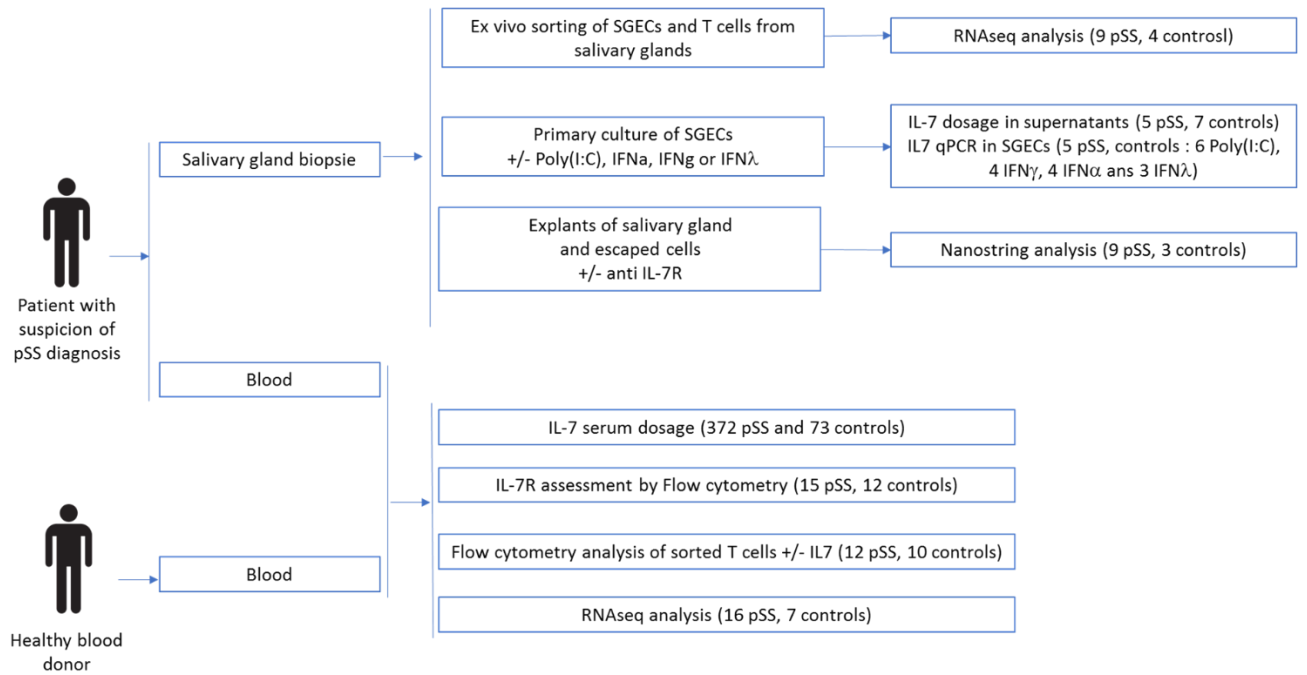 Ex vivo sorting of SGECs and T cells from
salivary glands
RNAseq analysis (9 pSS, 4 controsl)
Salivary gland biopsie
Primary culture of SGECs
+/- Poly(I:C), IFNa, IFNg or IFNλ
IL-7 dosage in supernatants (5 pSS, 7 controls)
IL7 qPCR in SGECs (5 pSS, controls : 6 Poly(I:C),
4 IFNγ, 4 IFNα ans 3 IFNλ)
Explants of salivary gland
and escaped cells
+/- anti IL-7R
Nanostring analysis (9 pSS, 3 controls)
Patient with
suspicion of
pSS diagnosis
Blood
IL-7 serum dosage (372 pSS and 73 controls)
IL-7R assessment by Flow cytometry (15 pSS, 12 controls)
Flow cytometry analysis of sorted T cells +/- IL7 (12 pSS, 10 controls)
Blood
RNAseq analysis (16 pSS, 7 controls)
Healthy blood
donor